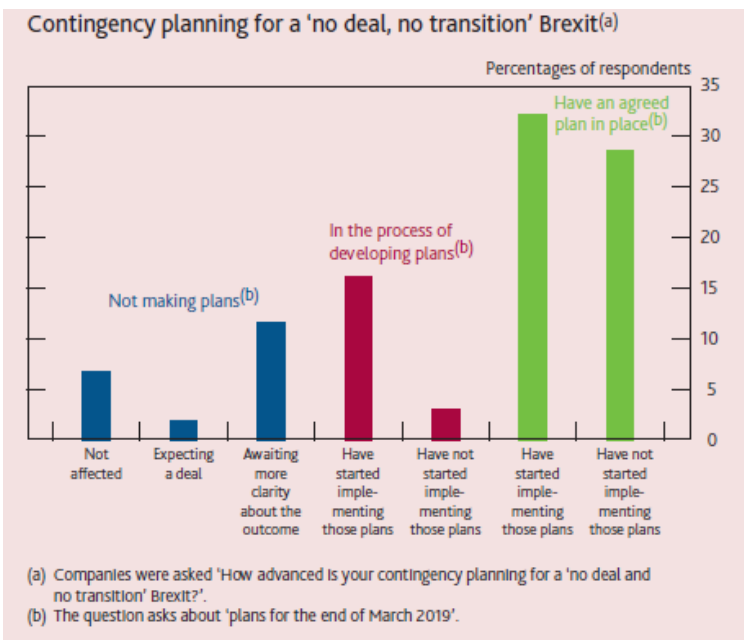 Contingency planning for a ‘no deal, no transition’ Brexit(a)
Percentages of respondents
35
30
25
20
15
10
5
0
Have an agreed
plan in place(b)
In the process of
developing plans(b)
Not making plans(b)
Not
affected
Expecting
a deal
Awaiting
more
clarity
about the
outcome
Have
started
imple-
menting
those plans
Have not
started
imple-
menting
those plans
Have
started
imple-
menting
those plans
Have not
started
imple-
menting
those plans
(a) Companies were asked ‘How advanced is your contingency planning for a ‘no deal and
no transition’ Brexit?’.
(b) The question asks about ‘plans for the end of March 2019’.